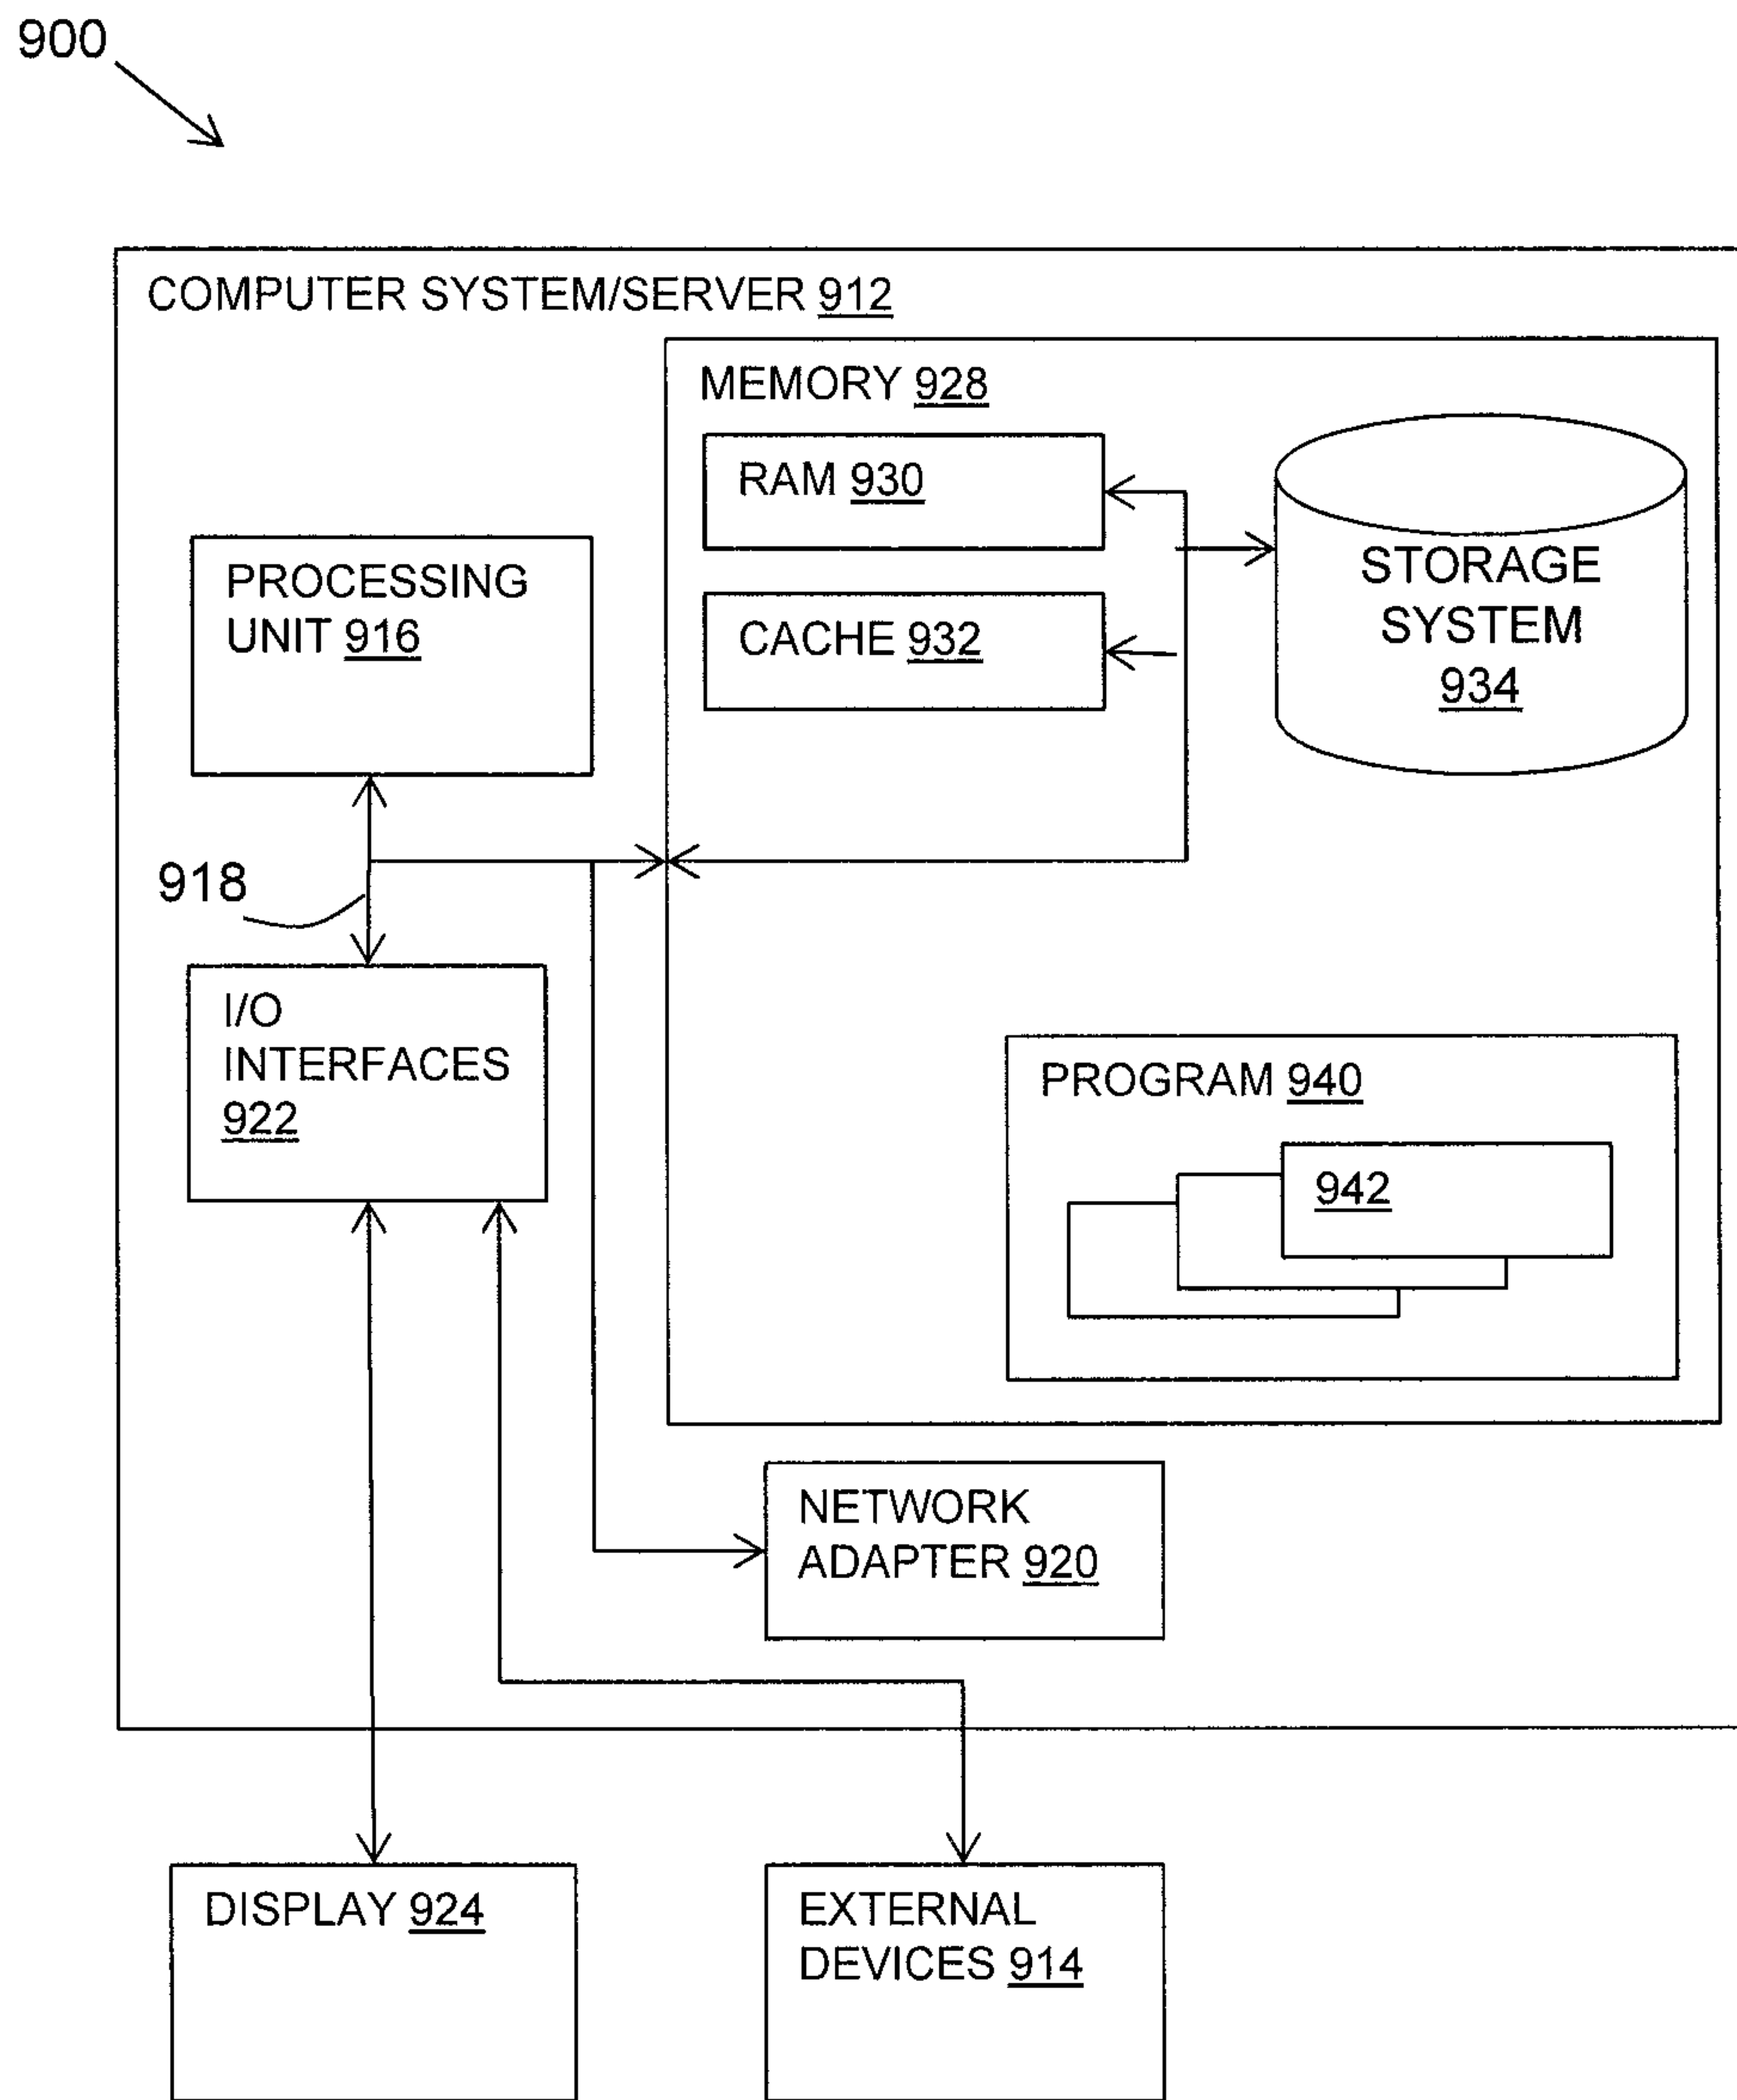 900
COMPUTER SYSTEM/SERVER 912
MEMORY 928
RAM 930
CACHE 932
STORAGE
SYSTEM
934
PROCESSING
UNIT 916
918
I/O
INTERFACES
922
PROGRAM 940
942
NETWORK
ADAPTER 920
DISPLAY 924
EXTERNAL
DEVICES 914